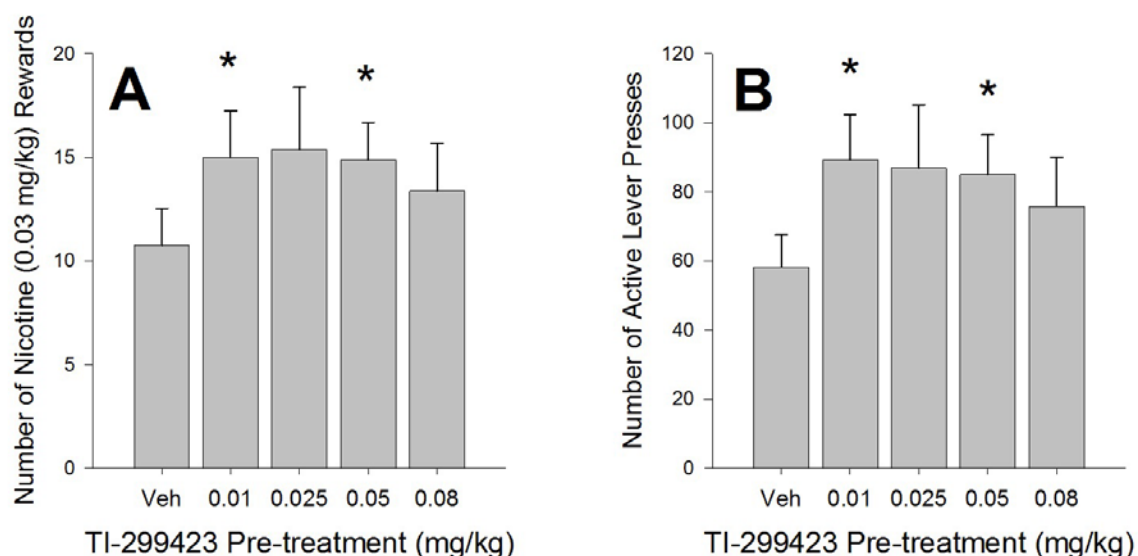 A
Number of Nicotine (0.03 mg/kg) Rewards
20
15
10
5
0
* *
Veh 0.01 0.025 0.05 0.08
TI-299423 Pre-treatment (mg/kg)
B
Number of Active Lever Presses
120
100
80
60
40
20
0
* *
Veh 0.01 0.025 0.05 0.08
TI-299423 Pre-treatment (mg/kg)